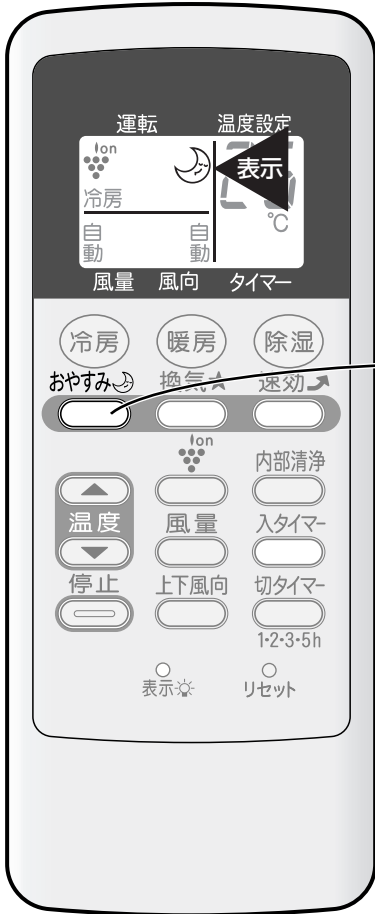 運転 温度設定
Ion
表示
冷房
℃
自動 自動
風量 風向 タイマー
冷房 暖房 除湿
おやすみ 換気★ 速効
Ion
内部清浄
温度 風量 入タイマー
停止 上下風向 切タイマー
1・2・3・5h
表示 リセット